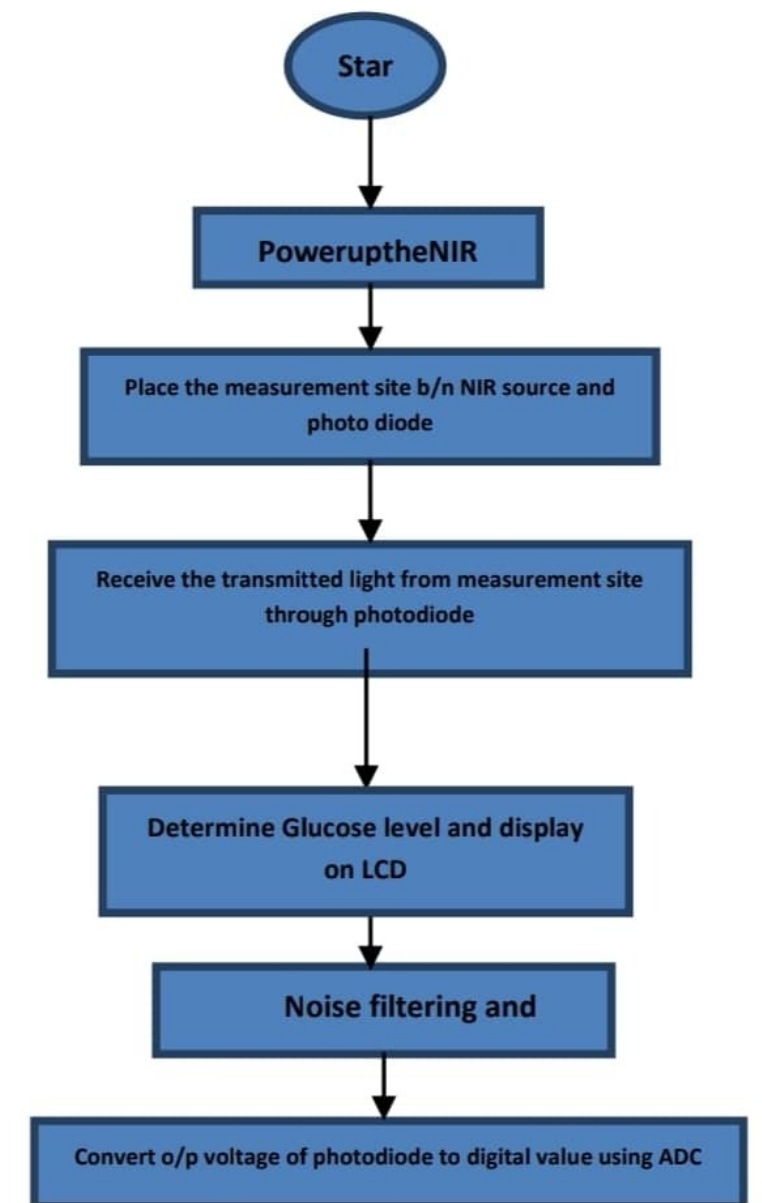 Star
PoweruptheNIR
Place the measurement site b/n NIR source and
photo diode
Receive the transmitted light from measurement site
through photodiode
Determine Glucose level and display
on LCD
Noise filtering and
Convert o/p voltage of photodiode to digital value using ADC